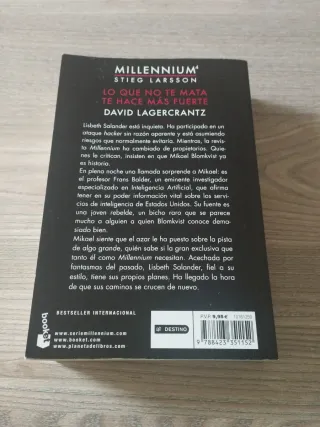 MILLENNIUM 4
STIEG LARSSON
LO QUE NO TE MATA
TE HACE MÁS FUERTE
DAVID LAGERCRANTZ
Lisbeth Salander está inquieta. Ha participado en un
ataque hacker sin razón aparente y está asumiendo
riesgos que normalmente evitaría. Mientras, la revis-
ta Millennium ha cambiado de propietarios. Quie-
nes le critican, insisten en que Mikael Blomkvist ya
es historia.
En plena noche una llamada sorprende a Mikael: es
el profesor Frans Balder, un eminente investigador
especializado en Inteligencia Artificial, que afirma
tener en su poder información vital sobre los servi-
cios de inteligencia de Estados Unidos. Su fuente es
una joven rebelde, un bicho raro que se parece
mucho a alguien a quien Blomkvist conoce dema-
siado bien.
Mikael siente que el azar le ha puesto sobre la pista
de algo grande, quién sabe si la gran exclusiva que
tanto él como Millennium necesitan. Acechada por
fantasmas del pasado, Lisbeth Salander, fiel a su
estilo, tiene sus propios planes. Ha llegado la hora
de que sus caminos se crucen de nuevo.
BESTSELLER INTERNACIONAL
booket
www.seriemillennium.com
www.booket.com
www.planetadelibros.com
DESTINO
PVP 9,95 €
9 788423 351152